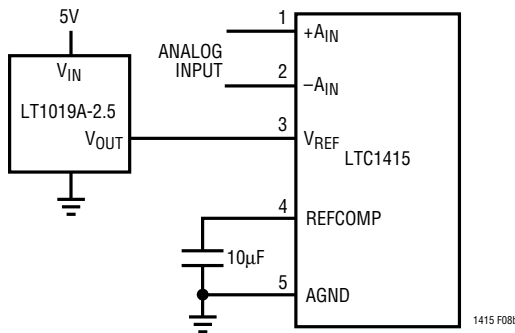 5V
VIN
LT1019A-2.5
VOUT
ANALOG
INPUT
1
+AIN
2
–AIN
3
VREF
LTC1415
4
REFCOMP
10µF
5
AGND
1415 F08b